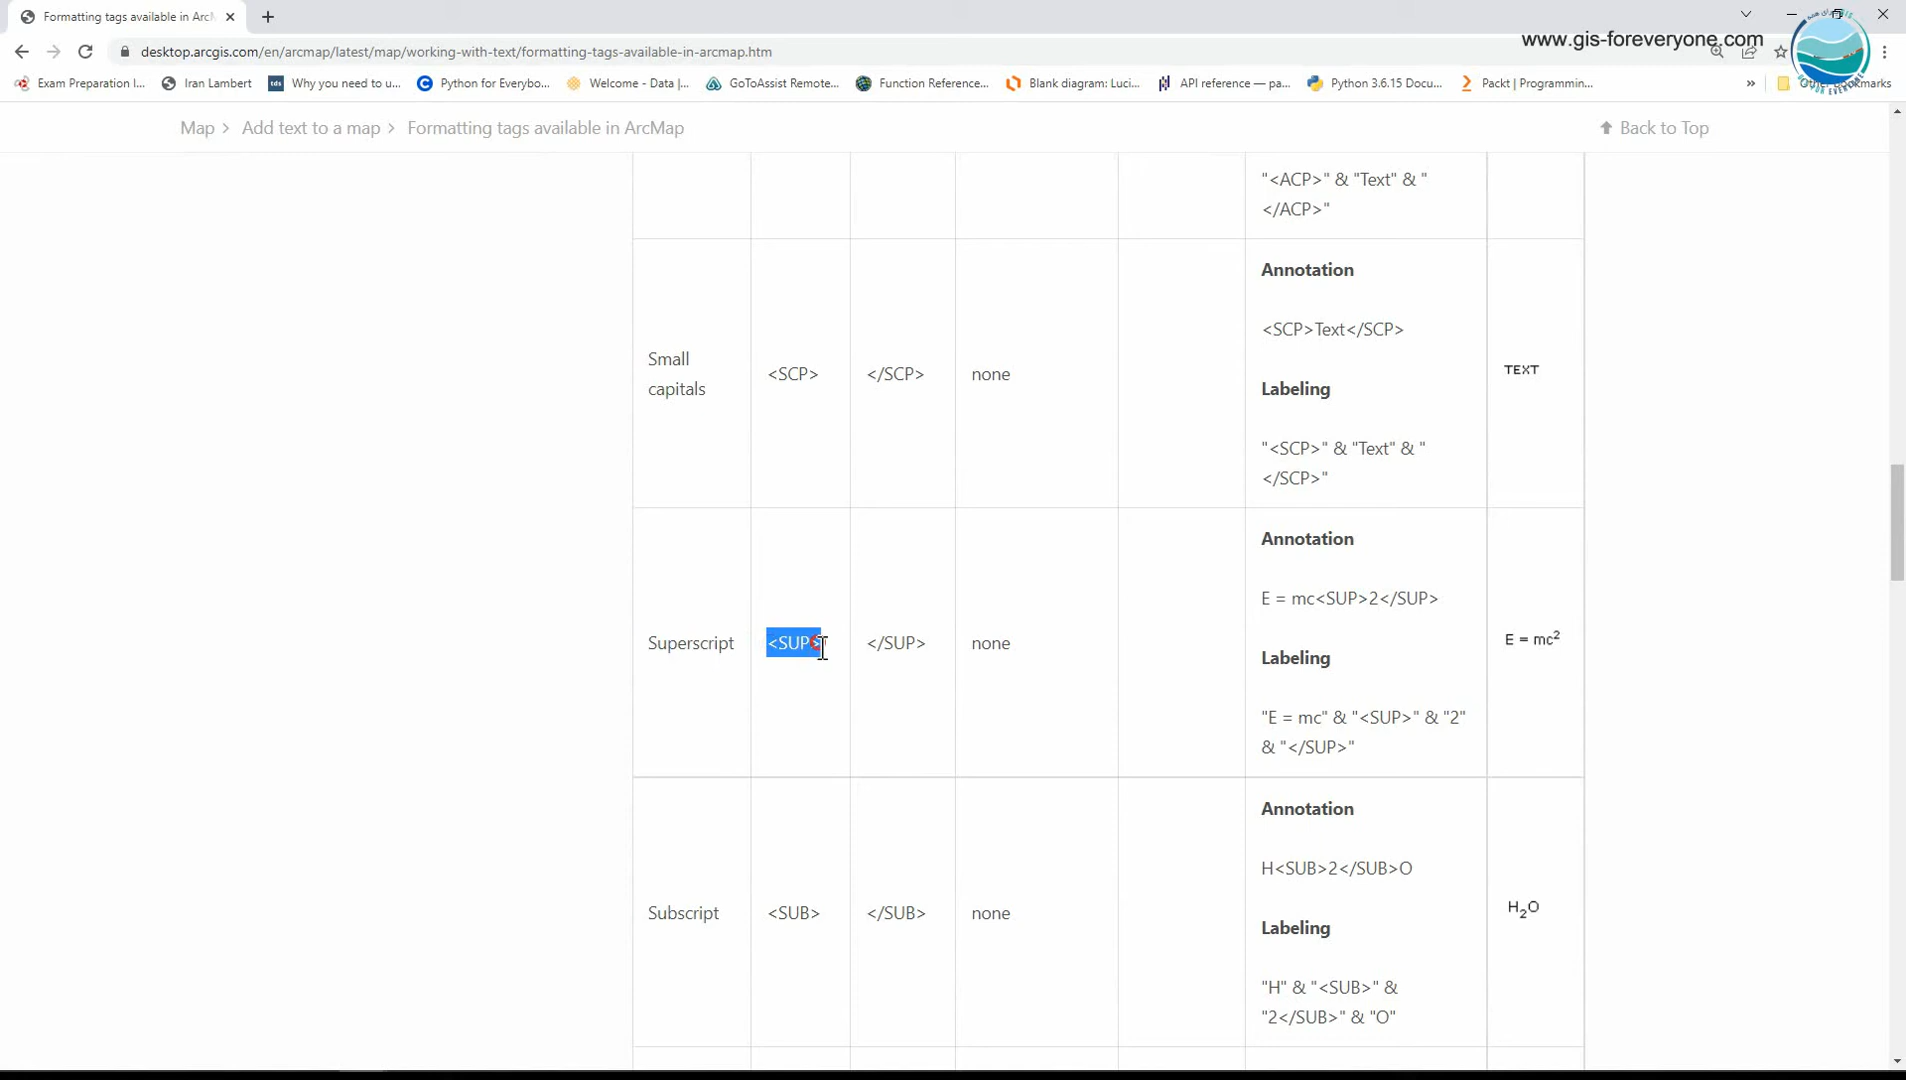 Formatting tags available in ArcM
www.gis-foreveryone.com
desktop.arcgis.com/en/arcmap/latest/map/working-with-text/formatting-tags-available-in-arcmap.htm
Exam Preparation I...
Iran Lambert
tds
Why you need to u...
Python for Everybo...
Welcome - Data |...
GoToAssist Remote...
Function Reference...
Blank diagram: Luci...
API reference — pa...
Python 3.6.15 Docu...
Packt | Programmin...
»
Map > Add text to a map > Formatting tags available in ArcMap
Back to Top
"<ACP>" & "Text" & "
</ACP>"
Small
capitals
<SCP>
</SCP>
none
Annotation
<SCP>Text</SCP>
Labeling
"<SCP>" & "Text" & "
</SCP>"
TEXT
Superscript
<SUP>
</SUP>
none
Annotation
E = mc<SUP>2</SUP>
Labeling
"E = mc" & "<SUP>" & "2"
& "</SUP>"
E = mc²
Subscript
<SUB>
</SUB>
none
Annotation
H<SUB>2</SUB>O
Labeling
"H" & "<SUB>" &
"2</SUB>" & "O"
H₂O